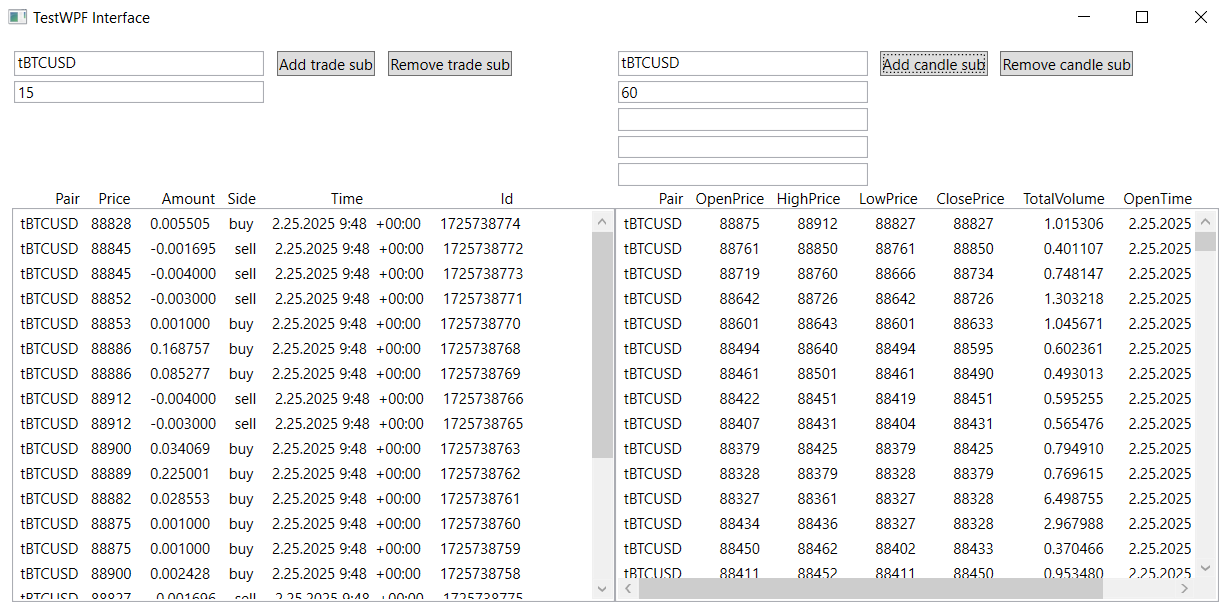 TestWPF Interface
tBTCUSD Add trade sub Remove trade sub tBTCUSD Add candle sub Remove candle sub
15 60
Pair Price Amount Side Time Id Pair OpenPrice HighPrice LowPrice ClosePrice TotalVolume OpenTime
tBTCUSD 88828 0.005505 buy 2.25.2025 9:48 +00:00 1725738774 tBTCUSD 88875 88912 88827 88827 1.015306 2.25.2025
tBTCUSD 88845 -0.001695 sell 2.25.2025 9:48 +00:00 1725738772 tBTCUSD 88761 88850 88761 88850 0.401107 2.25.2025
tBTCUSD 88845 -0.004000 sell 2.25.2025 9:48 +00:00 1725738773 tBTCUSD 88719 88760 88666 88734 0.748147 2.25.2025
tBTCUSD 88852 -0.003000 sell 2.25.2025 9:48 +00:00 1725738771 tBTCUSD 88642 88726 88642 88726 1.303218 2.25.2025
tBTCUSD 88853 0.001000 buy 2.25.2025 9:48 +00:00 1725738770 tBTCUSD 88601 88643 88601 88633 1.045671 2.25.2025
tBTCUSD 88886 0.168757 buy 2.25.2025 9:48 +00:00 1725738768 tBTCUSD 88494 88640 88494 88595 0.602361 2.25.2025
tBTCUSD 88886 0.085277 buy 2.25.2025 9:48 +00:00 1725738769 tBTCUSD 88461 88501 88461 88490 0.493013 2.25.2025
tBTCUSD 88912 -0.004000 sell 2.25.2025 9:48 +00:00 1725738766 tBTCUSD 88422 88451 88419 88451 0.595255 2.25.2025
tBTCUSD 88912 -0.003000 sell 2.25.2025 9:48 +00:00 1725738765 tBTCUSD 88407 88431 88404 88431 0.565476 2.25.2025
tBTCUSD 88900 0.034069 buy 2.25.2025 9:48 +00:00 1725738763 tBTCUSD 88379 88425 88379 88425 0.794910 2.25.2025
tBTCUSD 88889 0.225001 buy 2.25.2025 9:48 +00:00 1725738762 tBTCUSD 88328 88379 88328 88379 0.769615 2.25.2025
tBTCUSD 88882 0.028553 buy 2.25.2025 9:48 +00:00 1725738761 tBTCUSD 88327 88361 88327 88328 6.498755 2.25.2025
tBTCUSD 88875 0.001000 buy 2.25.2025 9:48 +00:00 1725738760 tBTCUSD 88434 88436 88327 88328 2.967988 2.25.2025
tBTCUSD 88875 0.001000 buy 2.25.2025 9:48 +00:00 1725738759 tBTCUSD 88450 88462 88402 88433 0.370466 2.25.2025
tBTCUSD 88900 0.002428 buy 2.25.2025 9:48 +00:00 1725738758 tBTCUSD 88411 88452 88411 88450 0.953480 2.25.2025
tBTCUSD 88827 -0.001696 sell 2.25.2025 9:48 +00:00 1725738775